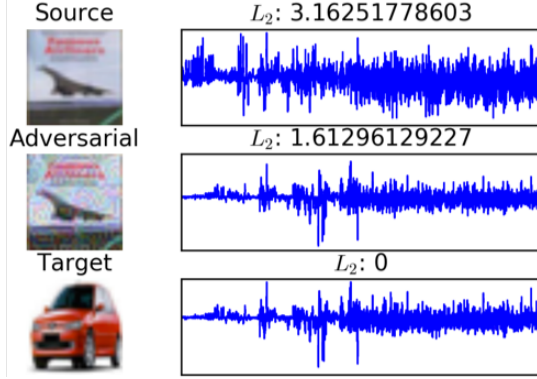 Source
L₂: 3.16251778603
Adversarial
L₂: 1.61296129227
Target
L₂: 0